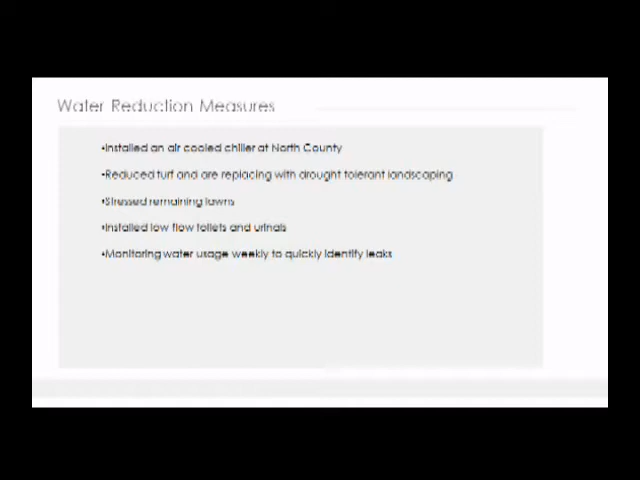 Water Reduction Measures
•Installed an air cooled chiller at North County
•Reduced turf and are replacing with drought tolerant landscaping
•Stressed remaining lawns
•Installed low flow toilets and urinals
•Monitoring water usage weekly to quickly identify leaks